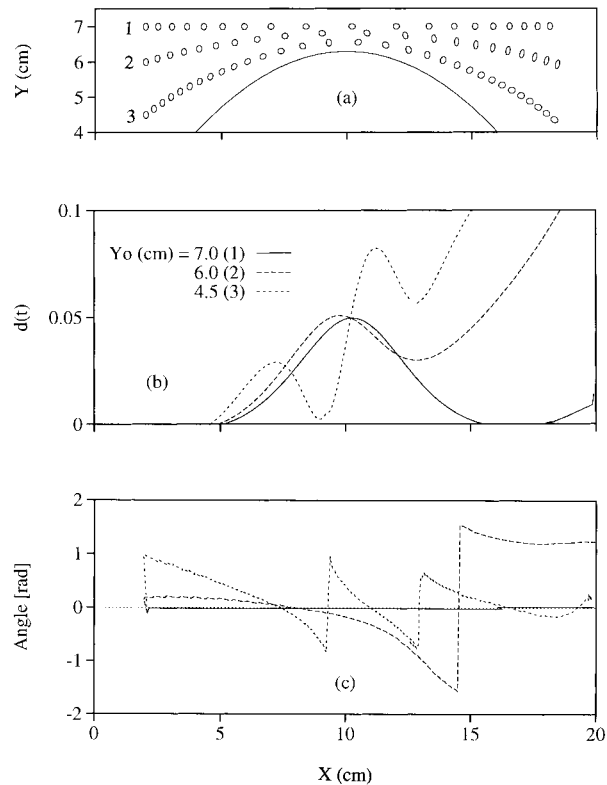 Y (cm)
7
6
5
4
1
2
3
(a)
d(t)
0.1
0.05
0
Yo (cm) = 7.0 (1)
6.0 (2)
4.5 (3)
(b)
Angle [rad]
2
1
0
-1
-2
(c)
0 5 10 15 20
X (cm)